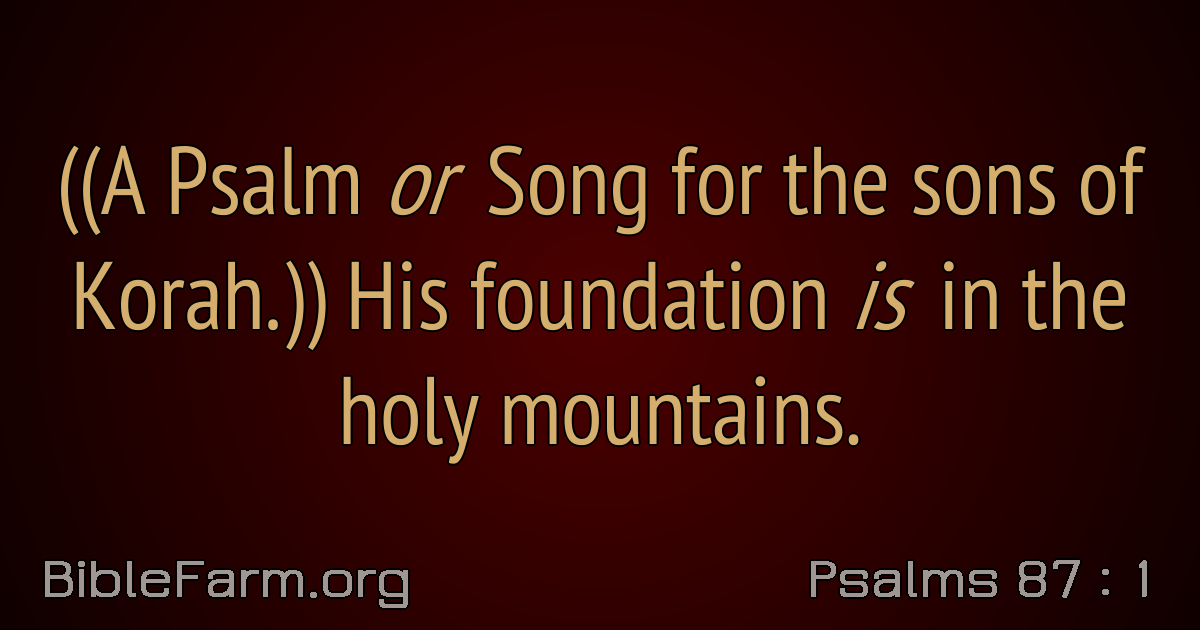 ((A Psalm or Song for the sons of
Korah.)) His foundation is in the
holy mountains.
BibleFarm.org
Psalms 87 : 1